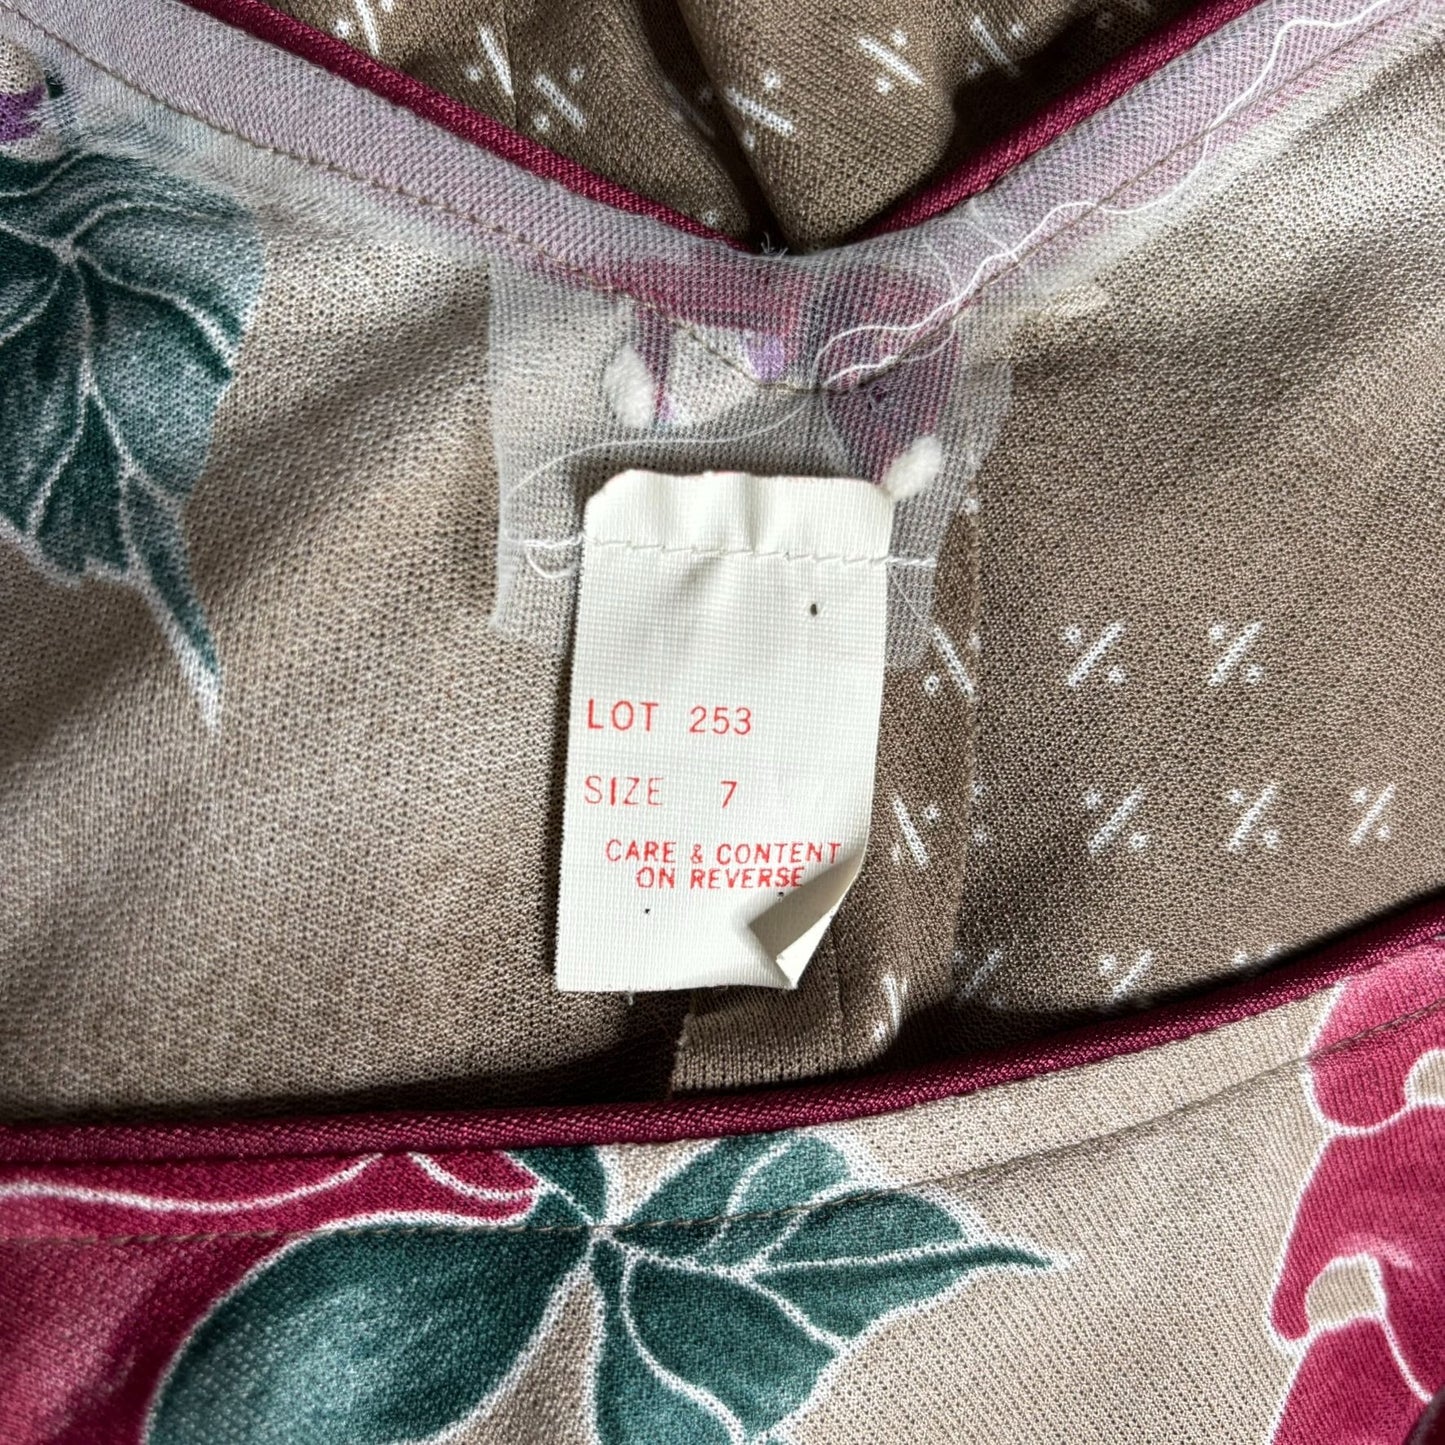 LOT 253
SIZE 7
CARE & CONTENT
ON REVERSE